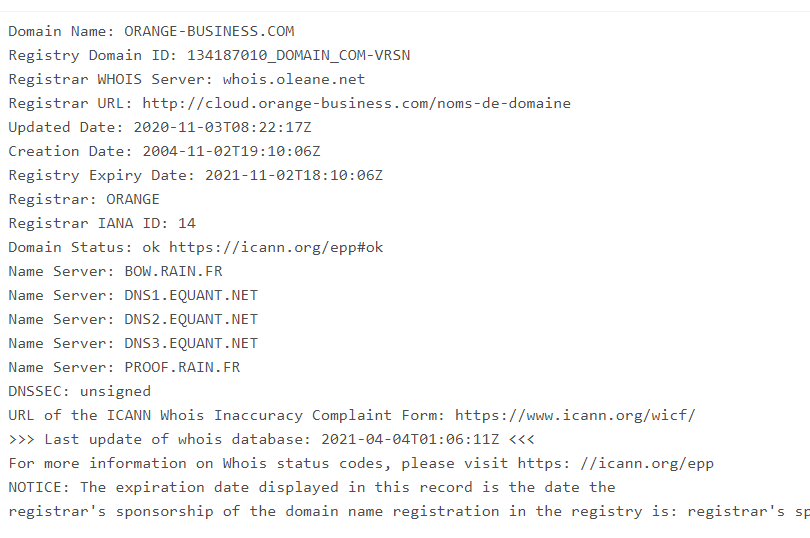 Domain Name: ORANGE-BUSINESS.COM
Registry Domain ID: 134187010_DOMAIN_COM-VRSN
Registrar WHOIS Server: whois.oleane.net
Registrar URL: http://cloud.orange-business.com/noms-de-domaine
Updated Date: 2020-11-03T08:22:17Z
Creation Date: 2004-11-02T19:10:06Z
Registry Expiry Date: 2021-11-02T18:10:06Z
Registrar: ORANGE
Registrar IANA ID: 14
Domain Status: ok https://icann.org/epp#ok
Name Server: BOW.RAIN.FR
Name Server: DNS1.EQUANT.NET
Name Server: DNS2.EQUANT.NET
Name Server: DNS3.EQUANT.NET
Name Server: PROOF.RAIN.FR
DNSSEC: unsigned
URL of the ICANN Whois Inaccuracy Complaint Form: https://www.icann.org/wicf/
>>> Last update of whois database: 2021-04-04T01:06:11Z <<<
For more information on Whois status codes, please visit https: //icann.org/epp
NOTICE: The expiration date displayed in this record is the date the
registrar's sponsorship of the domain name registration in the registry is: registrar's sp